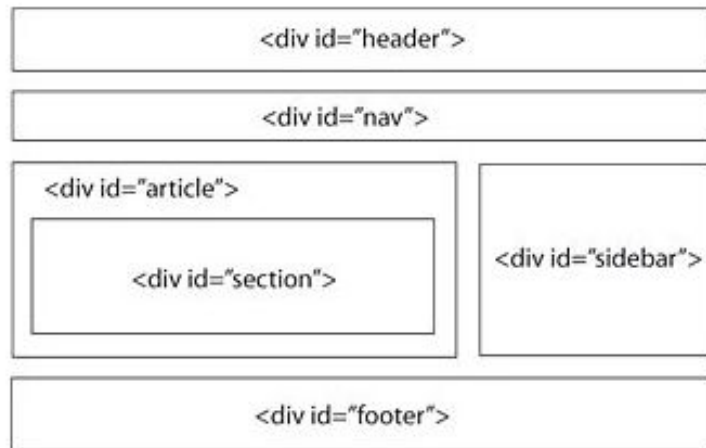 <div id="header">
<div id="nav">
<div id="article">
<div id="section">
<div id="sidebar">
<div id="footer">